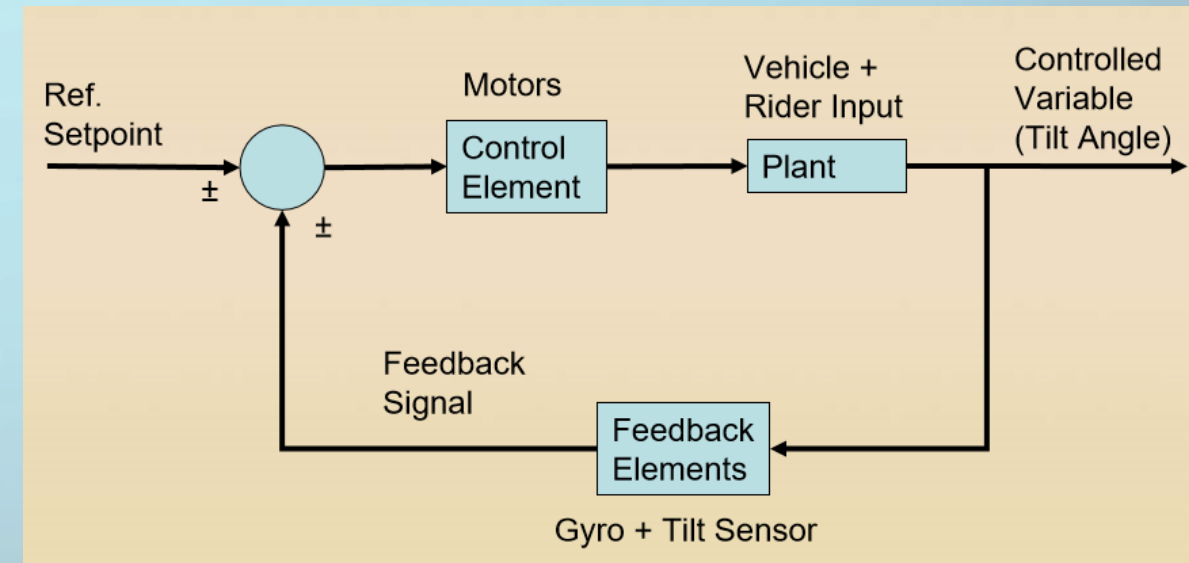 Ref.
Setpoint
±
±
Motors
Control
Element
Vehicle +
Rider Input
Plant
Controlled
Variable
(Tilt Angle)
Feedback
Signal
Feedback
Elements
Gyro + Tilt Sensor